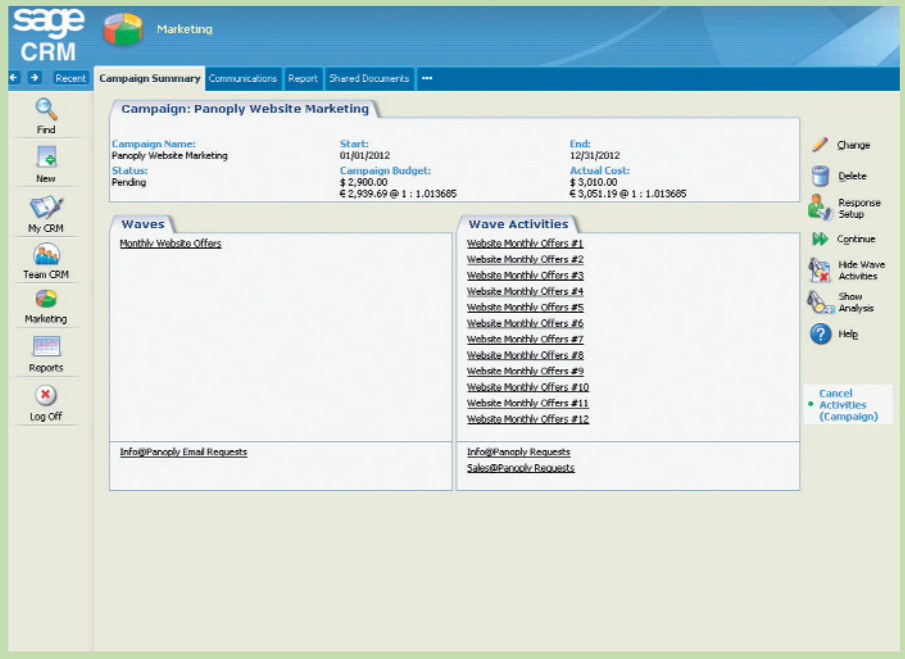 sage
CRM
Marketing
Recent
Campaign Summary Communications Report Shared Documents •••
Find
New
My CRM
Team CRM
Marketing
Reports
Log Off
Campaign: Panoply Website Marketing
Campaign Name: Start: End:
Panoply Website Marketing 01/01/2012 12/31/2012
Status: Campaign Budget: Actual Cost:
Pending $ 2,900.00 $ 3,010.00
€ 2,939.69 @ 1 : 1.013685 € 3,051.19 @ 1 : 1.013685
Waves
Monthly Website Offers
Info@Panoply Email Requests
Wave Activities
Website Monthly Offers #1
Website Monthly Offers #2
Website Monthly Offers #3
Website Monthly Offers #4
Website Monthly Offers #5
Website Monthly Offers #6
Website Monthly Offers #7
Website Monthly Offers #8
Website Monthly Offers #9
Website Monthly Offers #10
Website Monthly Offers #11
Website Monthly Offers #12
Info@Panoply Requests
Sales@Panoply Requests
Change
Delete
Response
Setup
Continue
Hide Wave
Activities
Show
Analysis
Help
Cancel
• Activities
(Campaign)